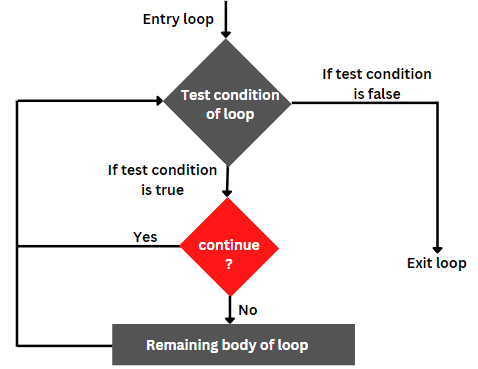 Entry loop
Test condition
of loop
If test condition
is false
If test condition
is true
Yes
continue
?
Exit loop
No
Remaining body of loop